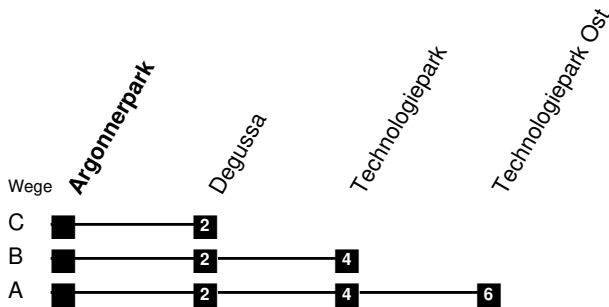 Argonnerpark
Degussa
Technologiepark
Technologiepark Ost
Wege
C 2
B 2 4
A 2 4 6